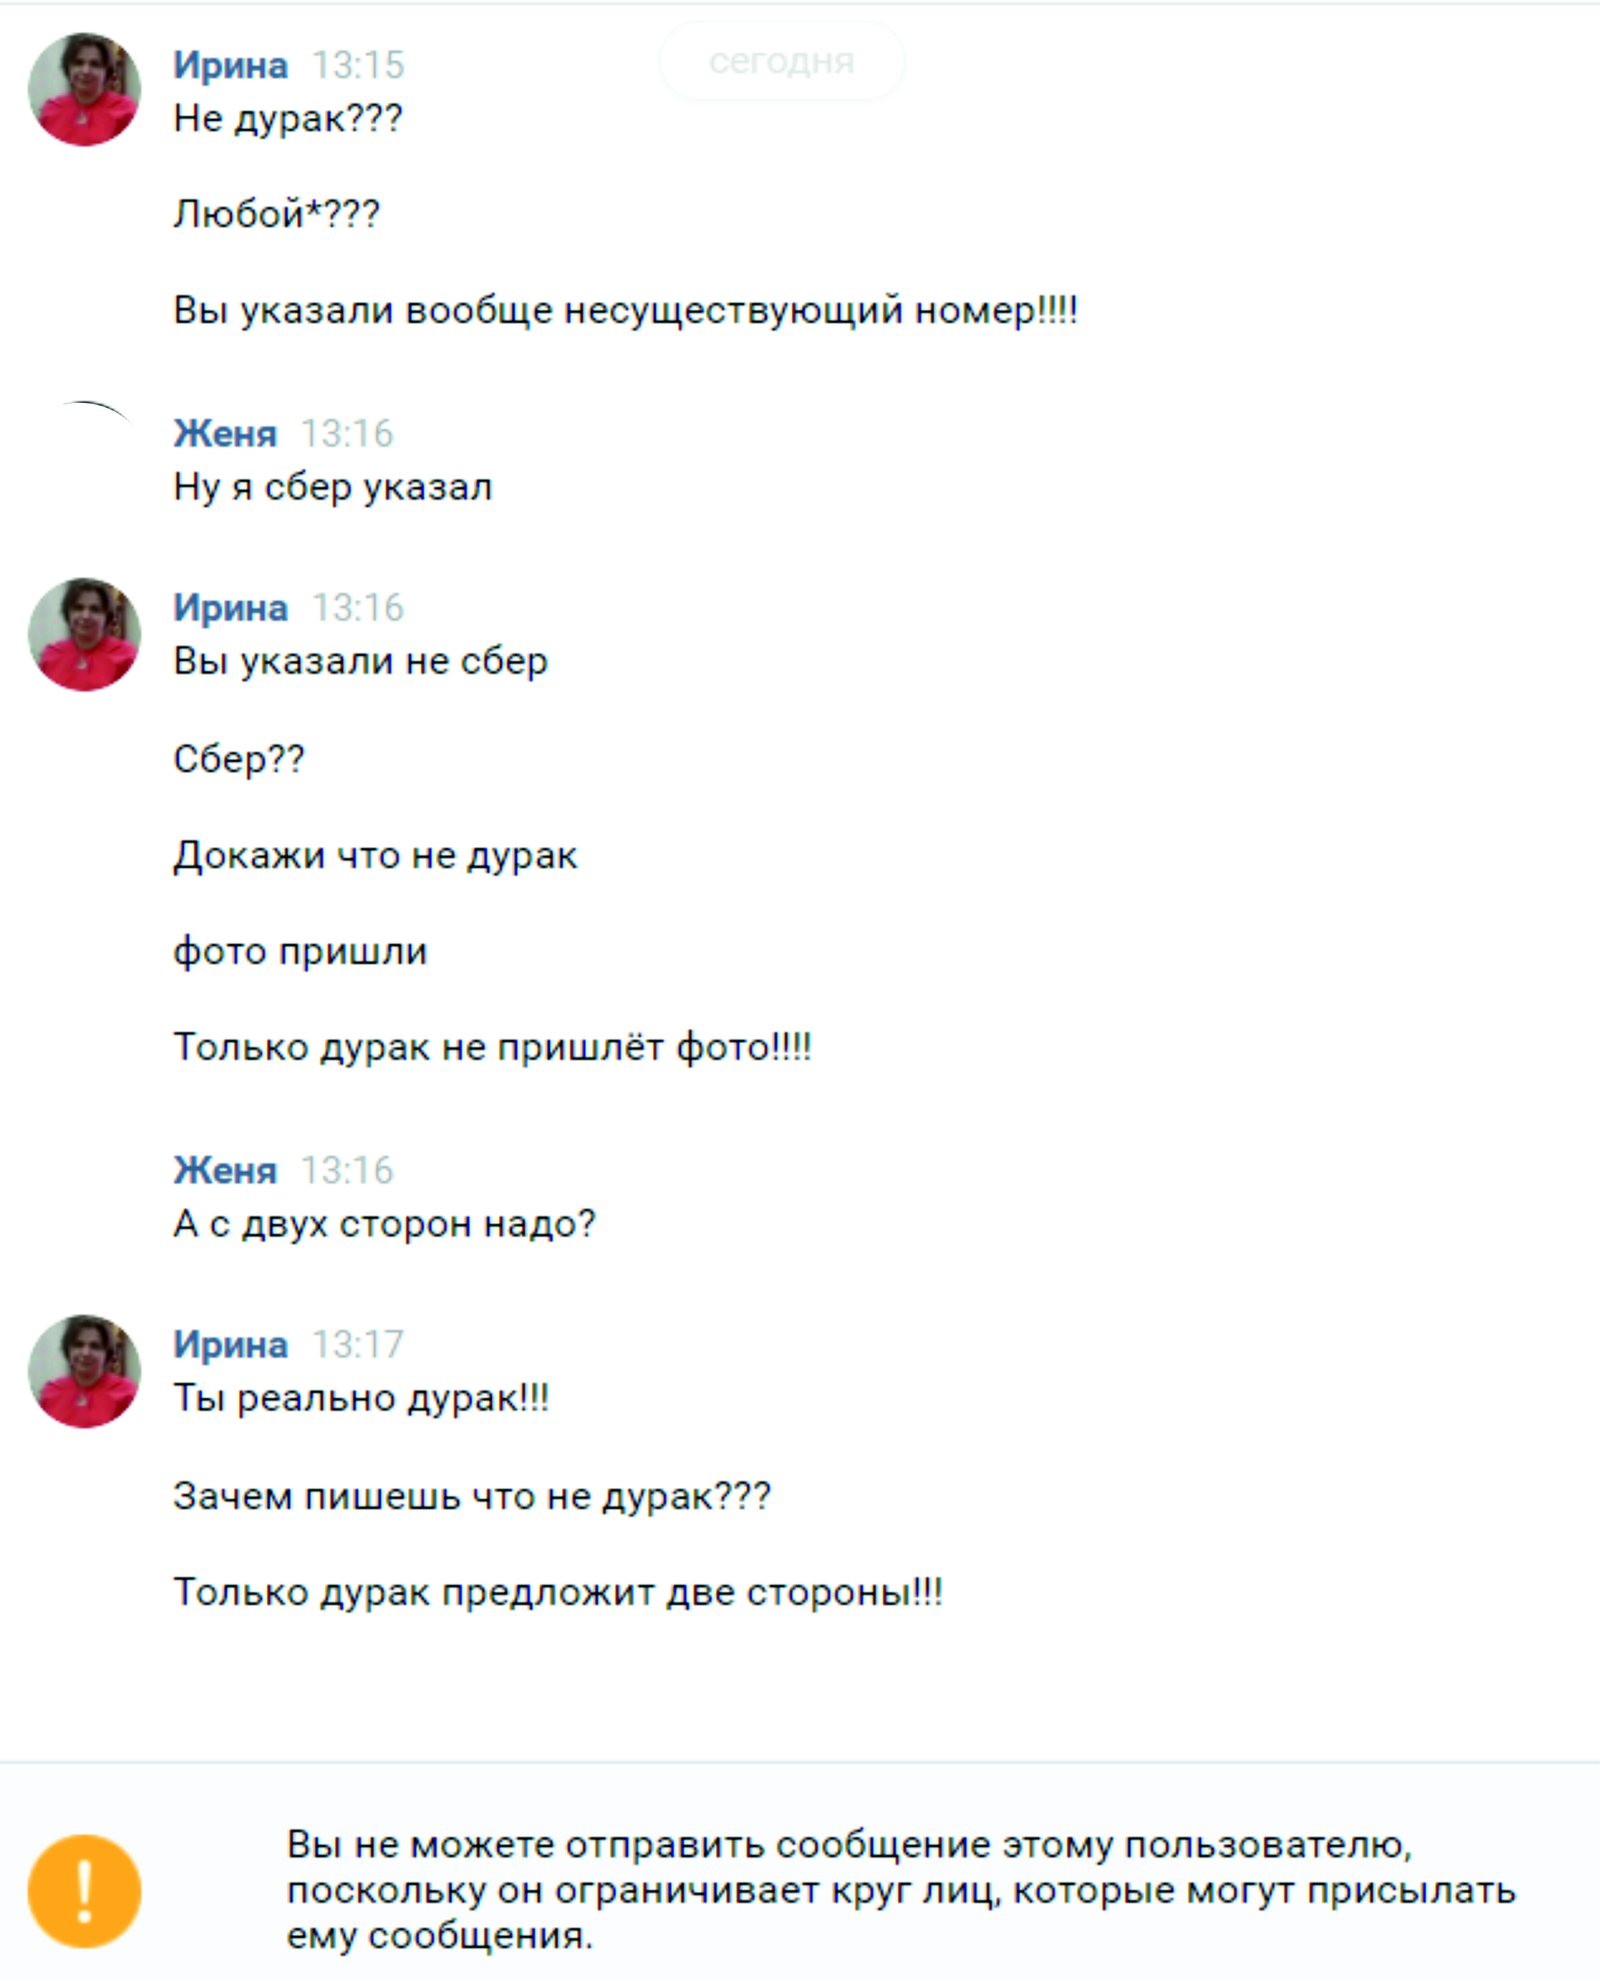 сегодня
Ирина 13:15
Не дурак???
Любой*???
Вы указали вообще несуществующий номер!!!!
Женя 13:16
Ну я сбер указал
Ирина 13:16
Вы указали не сбер
Сбер??
Докажи что не дурак
фото пришли
Только дурак не пришлёт фото!!!!
Женя 13:16
А с двух сторон надо?
Ирина 13:17
Ты реально дурак!!!
Зачем пишешь что не дурак???
Только дурак предложит две стороны!!!
Вы не можете отправить сообщение этому пользователю,
поскольку он ограничивает круг лиц, которые могут присылать
ему сообщения.